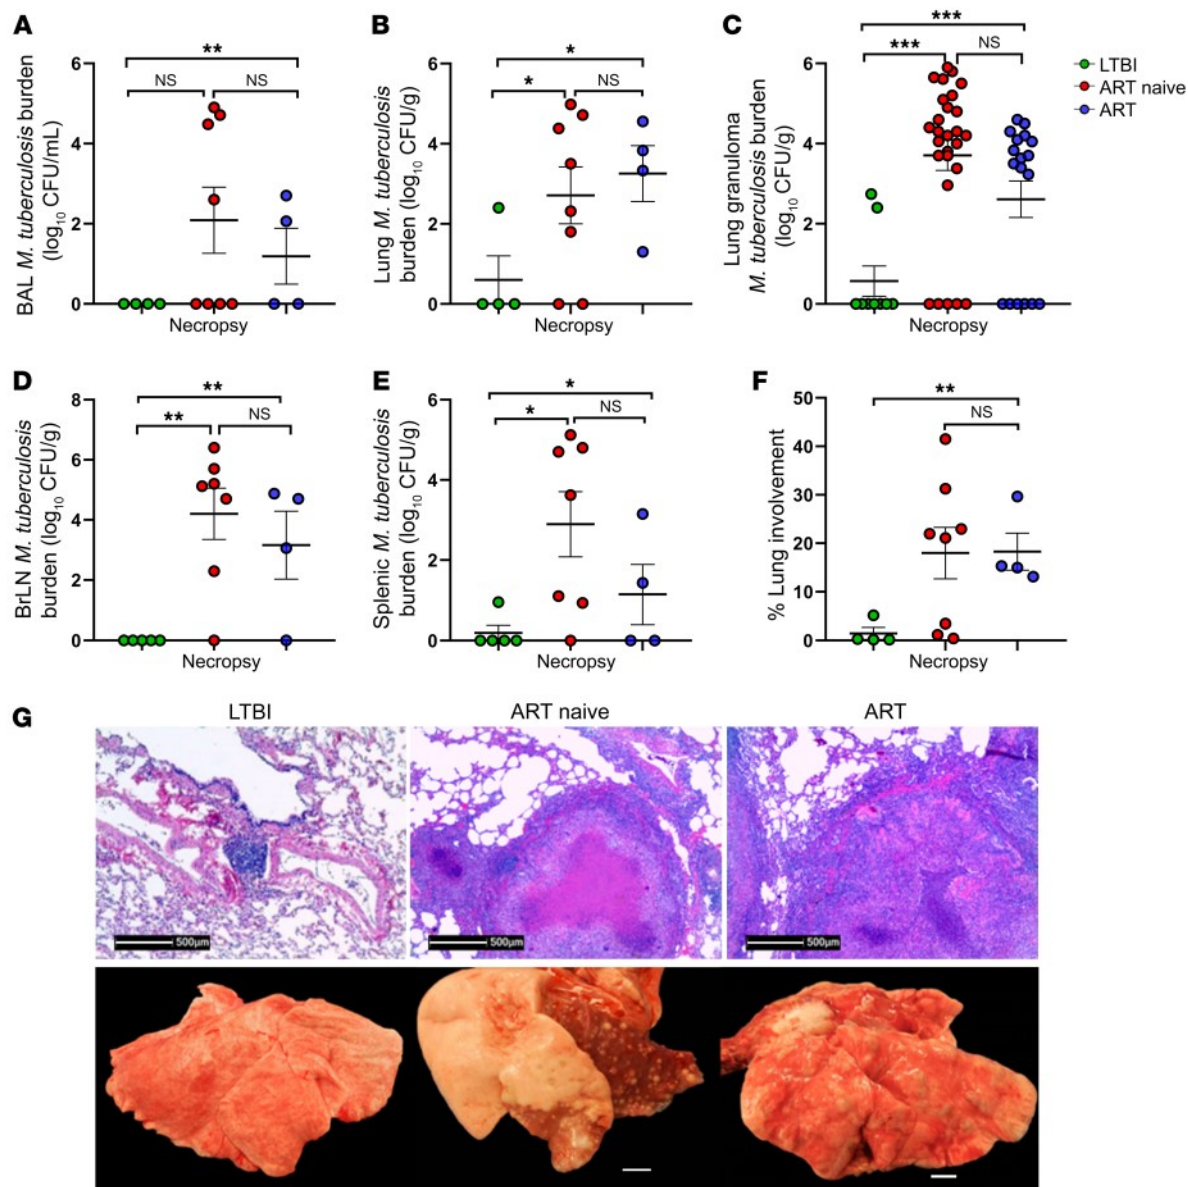 A
BAL M. tuberculosis burden
(log10 CFU/mL)
6
4
2
0
**
NS
NS
Necropsy
B
Lung M. tuberculosis
burden (log10 CFU/g)
6
4
2
0
*
*
NS
Necropsy
C
Lung granuloma
M. tuberculosis burden
(log10 CFU/g)
6
4
2
0
***
***
NS
Necropsy
LTBI
ART naive
ART
D
BrLN M. tuberculosis
burden (log10 CFU/g)
8
6
4
2
0
**
**
NS
Necropsy
E
Splenic M. tuberculosis
burden (log10 CFU/g)
6
4
2
0
*
*
NS
Necropsy
F
% Lung involvement
50
40
30
20
10
0
**
NS
Necropsy
G
LTBI
ART naive
ART
500µm
500µm
500µm